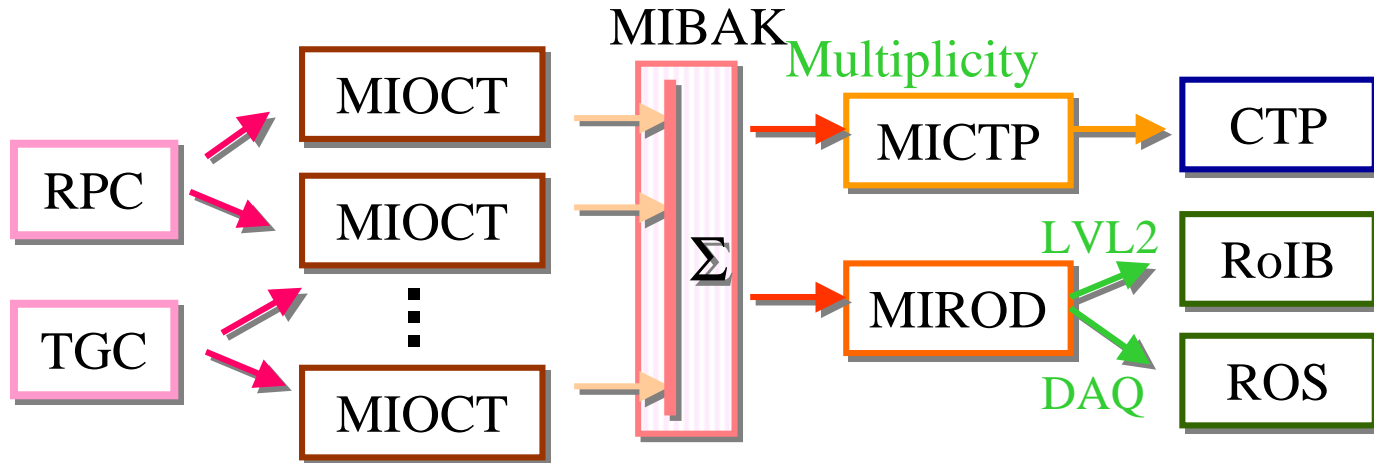 MIBAK
Multiplicity
MIOCT
CTP
MICTP
RPC
MIOCT
LVL2
RoIB
Σ
MIROD
TGC
DAQ
ROS
MIOCT